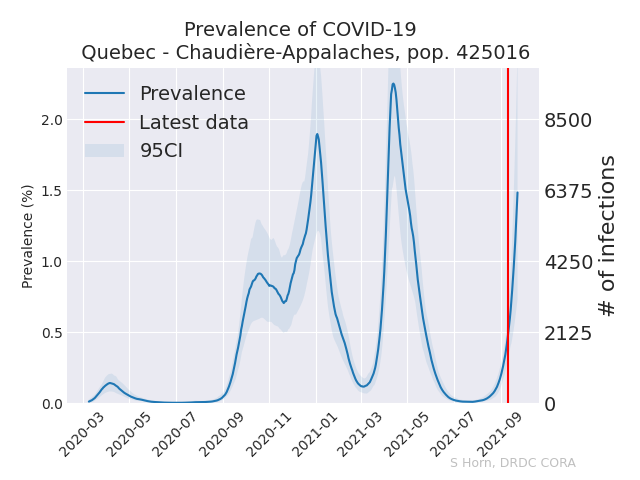 Prevalence of COVID-19
Quebec - Chaudière-Appalaches, pop. 425016
Prevalence
Latest data
95CI
Prevalence (%)
2.0
1.5
1.0
0.5
0.0
8500
6375
4250
2125
0
# of infections
2020-03
2020-05
2020-07
2020-09
2020-11
2021-01
2021-03
2021-05
2021-07
2021-09
S Horn, DRDC CORA